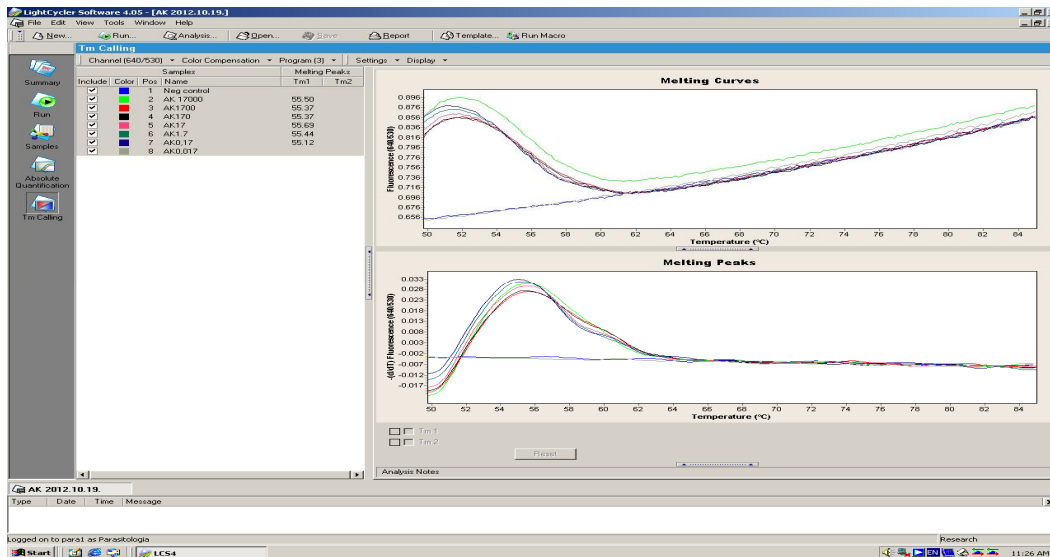 LightCycler Software 4.05 - [AK 2012.10.19.]
File Edit View Tools Window Help
New... Run... Analysis... Open... Save Report Template... Run Macro
Tm Calling
Channel (640/530) Color Compensation Program (3) Settings Display
Summary
Run
Samples
Absolute
Quantification
Tm Calling
Samples Melting Peaks
Include Color Pos Name Tm1 Tm2
1 Neg control
2 AK 17000 55.50
3 AK1700 55.37
4 AK170 55.37
5 AK17 55.69
6 AK1.7 55.44
7 AK0,17 55.12
8 AK0,017
Melting Curves
Fluorescence (640/530)
0.896
0.876
0.856
0.836
0.816
0.796
0.776
0.756
0.736
0.716
0.696
0.676
0.656
50 52 54 56 58 60 62 64 66 68 70 72 74 76 78 80 82 84
Temperature (°C)
Melting Peaks
-(d/dT) Fluorescence (640/530)
0.033
0.028
0.023
0.018
0.013
0.008
0.003
-0.002
-0.007
-0.012
-0.017
50 52 54 56 58 60 62 64 66 68 70 72 74 76 78 80 82 84
Temperature (°C)
Tm 1
Tm 2
Reset
Analysis Notes
AK 2012.10.19.
Type Date Time Message
Logged on to para1 as Parasitologia Research
Start LCS4 EN 11:26 AM